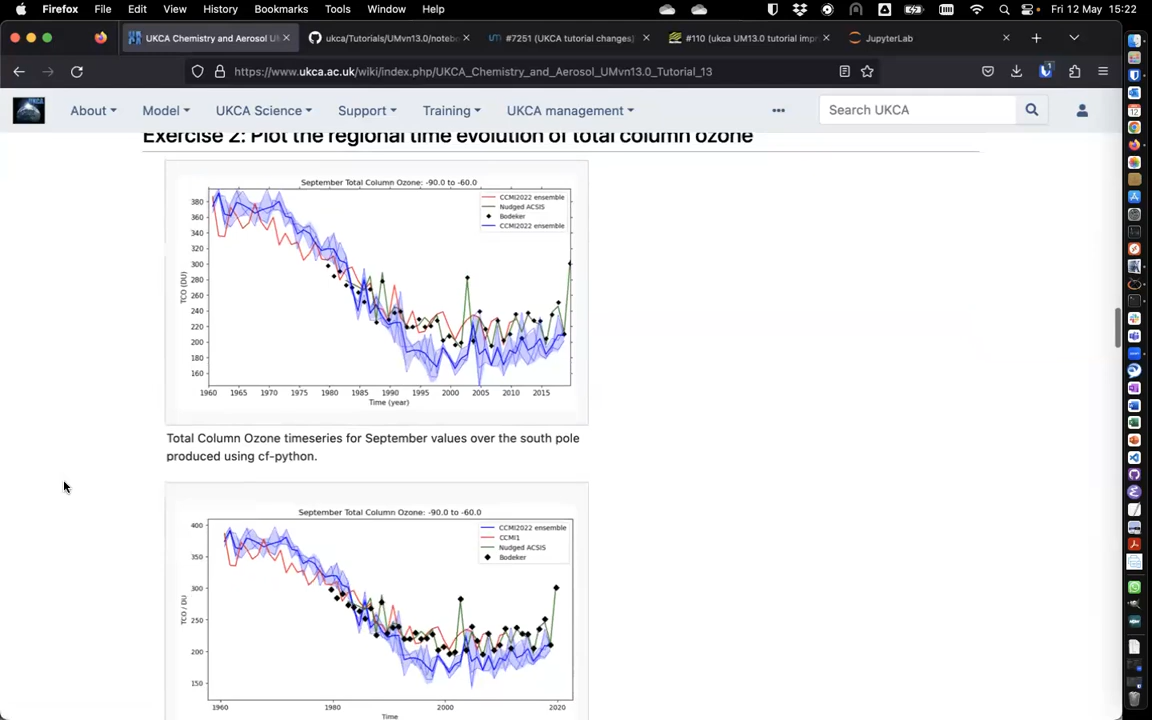 Firefox File Edit View History Bookmarks Tools Window Help Fri 12 May 15:22
UKCA Chemistry and Aerosol U ukca/Tutorials/UMvn13.0/noteb #7251 (UKCA tutorial changes) #110 (ukca UM13.0 tutorial imp JupyterLab
https://www.ukca.ac.uk/wiki/index.php/UKCA_Chemistry_and_Aerosol_UMvn13.0_Tutorial_13
About Model UKCA Science Support Training UKCA management ••• Search UKCA
Exercise 2: Plot the regional time evolution of total column ozone
September Total Column Ozone: -90.0 to -60.0
CCMI2022 ensemble
Nudged ACSIS
Bodeker
CCMI2022 ensemble
380
360
340
320
300
280
260
240
220
200
180
160
TCO (DU)
1960 1965 1970 1975 1980 1985 1990 1995 2000 2005 2010 2015
Time (year)
Total Column Ozone timeseries for September values over the south pole
produced using cf-python.
September Total Column Ozone: -90.0 to -60.0
CCMI2022 ensemble
CCMI1
Nudged ACSIS
Bodeker
400
350
300
250
200
150
TCO / DU
1960 1980 2000 2020
Time